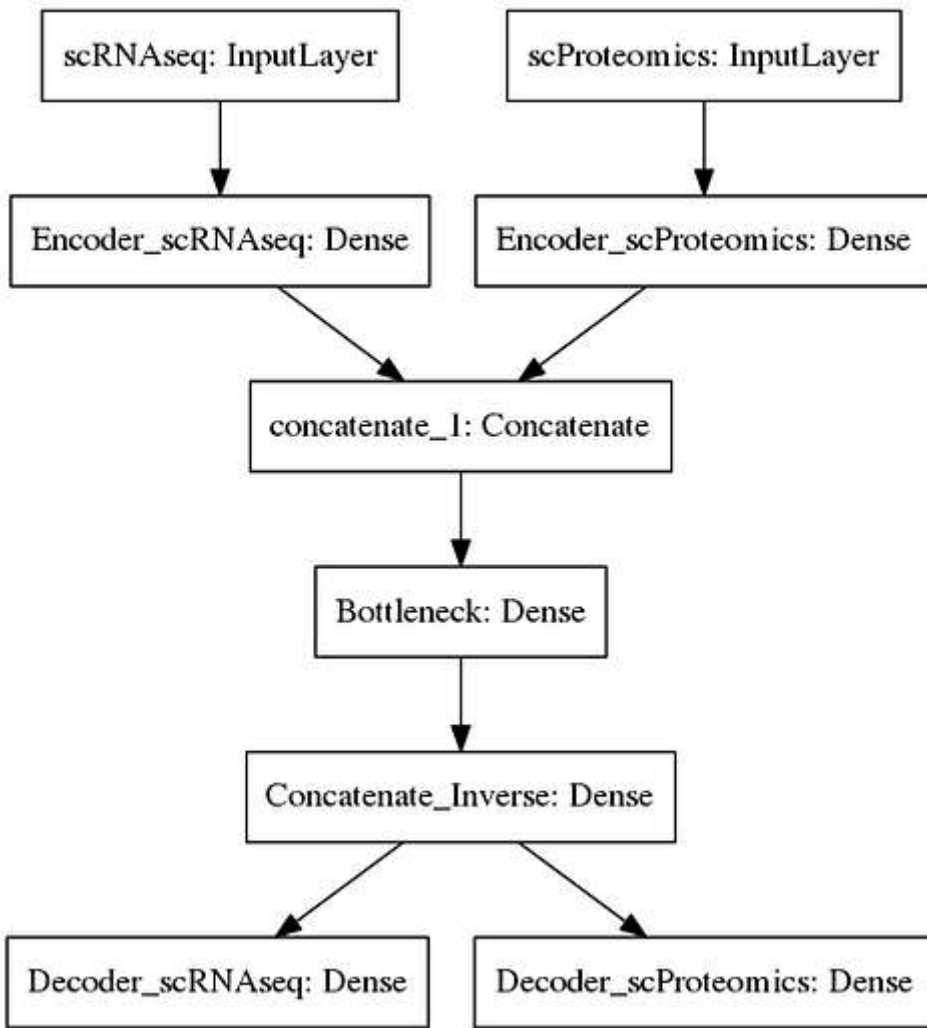 scRNAseq: InputLayer
scProteomics: InputLayer
Encoder_scRNAseq: Dense
Encoder_scProteomics: Dense
concatenate_1: Concatenate
Bottleneck: Dense
Concatenate_Inverse: Dense
Decoder_scRNAseq: Dense
Decoder_scProteomics: Dense